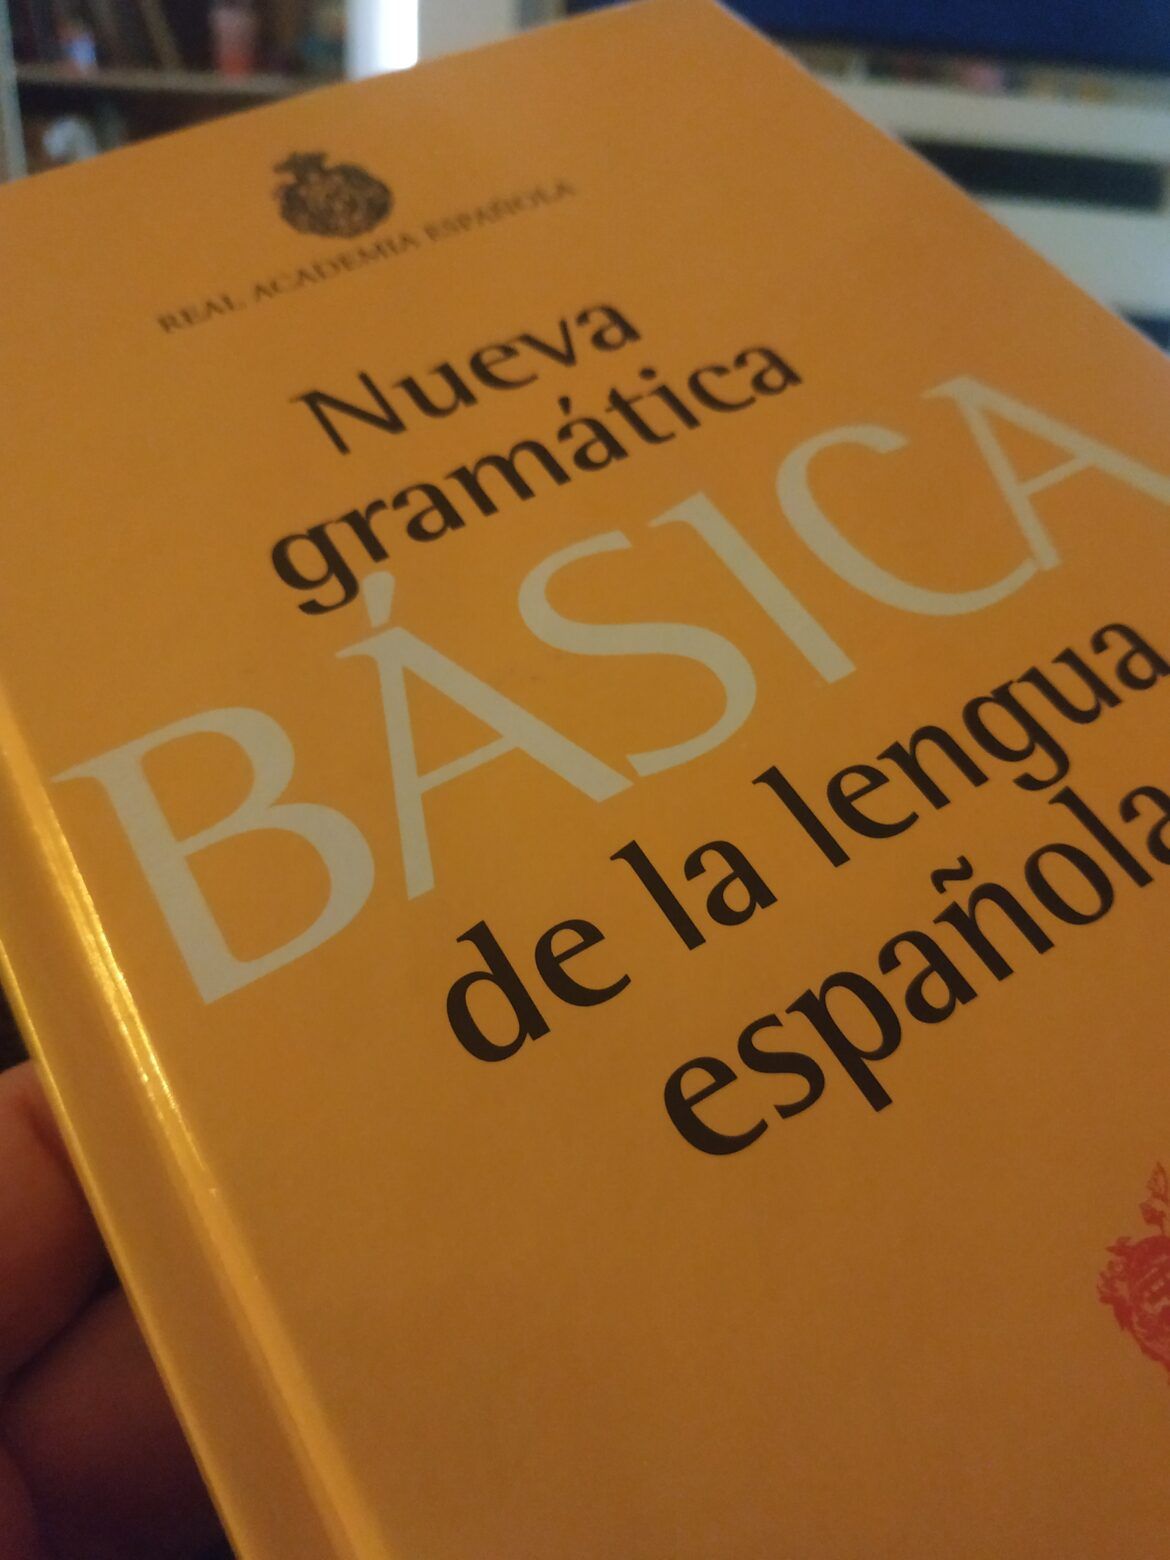 REAL ACADEMIA ESPAÑOLA
Nueva
gramática
BÁSICA
de la lengua
española